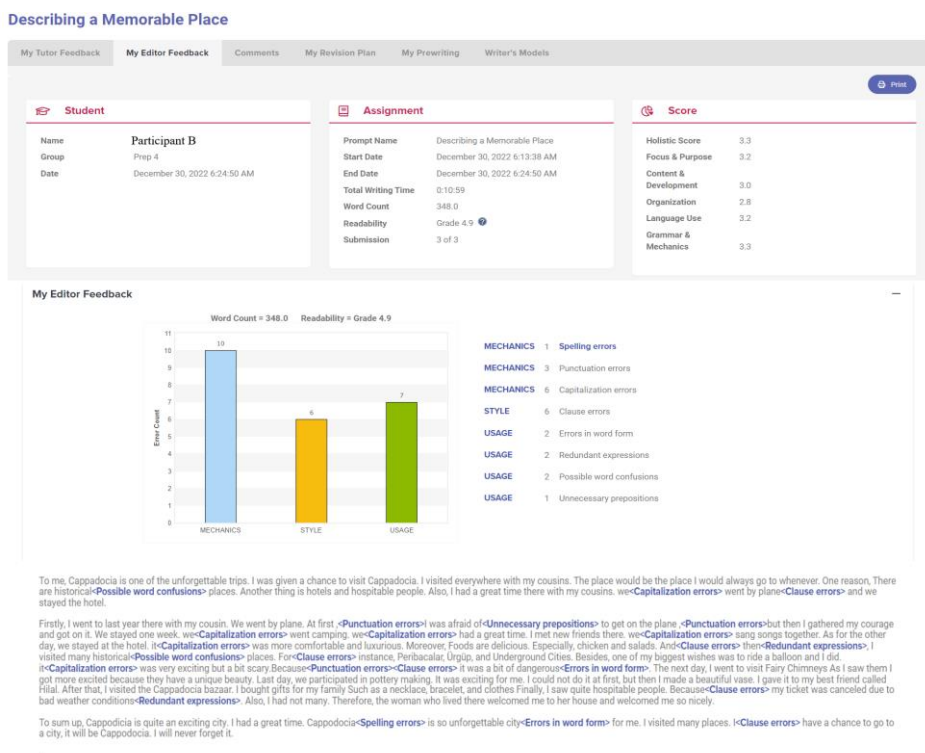 Describing a Memorable Place
My Tutor Feedback My Editor Feedback Comments My Revision Plan My Prewriting Writer's Models
Print
Student
Name Participant B
Group Prep 4
Date December 30, 2022 6:24:50 AM
Assignment
Prompt Name Describing a Memorable Place
Start Date December 30, 2022 6:13:38 AM
End Date December 30, 2022 6:24:50 AM
Total Writing Time 0:10:59
Word Count 348.0
Readability Grade 4.9 ?
Submission 3 of 3
Score
Holistic Score 3.3
Focus & Purpose 3.2
Content &
Development 3.0
Organization 2.8
Language Use 3.2
Grammar &
Mechanics 3.3
My Editor Feedback
Word Count = 348.0 Readability = Grade 4.9
Error Count
11
10
9
8
7
6
5
4
3
2
1
0
10
6
7
MECHANICS STYLE USAGE
MECHANICS 1 Spelling errors
MECHANICS 3 Punctuation errors
MECHANICS 6 Capitalization errors
STYLE 6 Clause errors
USAGE 2 Errors in word form
USAGE 2 Redundant expressions
USAGE 2 Possible word confusions
USAGE 1 Unnecessary prepositions
To me, Cappadocia is one of the unforgettable trips. I was given a chance to visit Cappadocia. I visited everywhere with my cousins. The place would be the place I would always go to whenever. One reason, There
are historical<Possible word confusions> places. Another thing is hotels and hospitable people. Also, I had a great time there with my cousins. we<Capitalization errors> went by plane<Clause errors> and we
stayed the hotel.
Firstly, I went to last year there with my cousin. We went by plane. At first ,<Punctuation errors>I was afraid of<Unnecessary prepositions> to get on the plane ,<Punctuation errors>but then I gathered my courage
and got on it. We stayed one week. we<Capitalization errors> went camping. we<Capitalization errors> had a great time. I met new friends there. we<Capitalization errors> sang songs together. As for the other
day, we stayed at the hotel. it<Capitalization errors> was more comfortable and luxurious. Moreover, Foods are delicious. Especially, chicken and salads. And<Clause errors> then<Redundant expressions>, I
visited many historical<Possible word confusions> places. For<Clause errors> instance, Peribacalar, Ürgüp, and Underground Cities. Besides, one of my biggest wishes was to ride a balloon and I did.
it<Capitalization errors> was very exciting but a bit scary.Because<Punctuation errors><Clause errors> it was a bit of dangerous<Errors in word form>. The next day, I went to visit Fairy Chimneys As I saw them I
got more excited because they have a unique beauty. Last day, we participated in pottery making. It was exciting for me. I could not do it at first, but then I made a beautiful vase. I gave it to my best friend called
Hilal. After that, I visited the Cappadocia bazaar. I bought gifts for my family Such as a necklace, bracelet, and clothes Finally, I saw quite hospitable people. Because<Clause errors> my ticket was canceled due to
bad weather conditions<Redundant expressions>. Also, I had not many. Therefore, the woman who lived there welcomed me to her house and welcomed me so nicely.
To sum up, Cappodicia is quite an exciting city. I had a great time. Cappodocia<Spelling errors> is so unforgettable city<Errors in word form> for me. I visited many places. I<Clause errors> have a chance to go to
a city, it will be Cappodocia. I will never forget it.